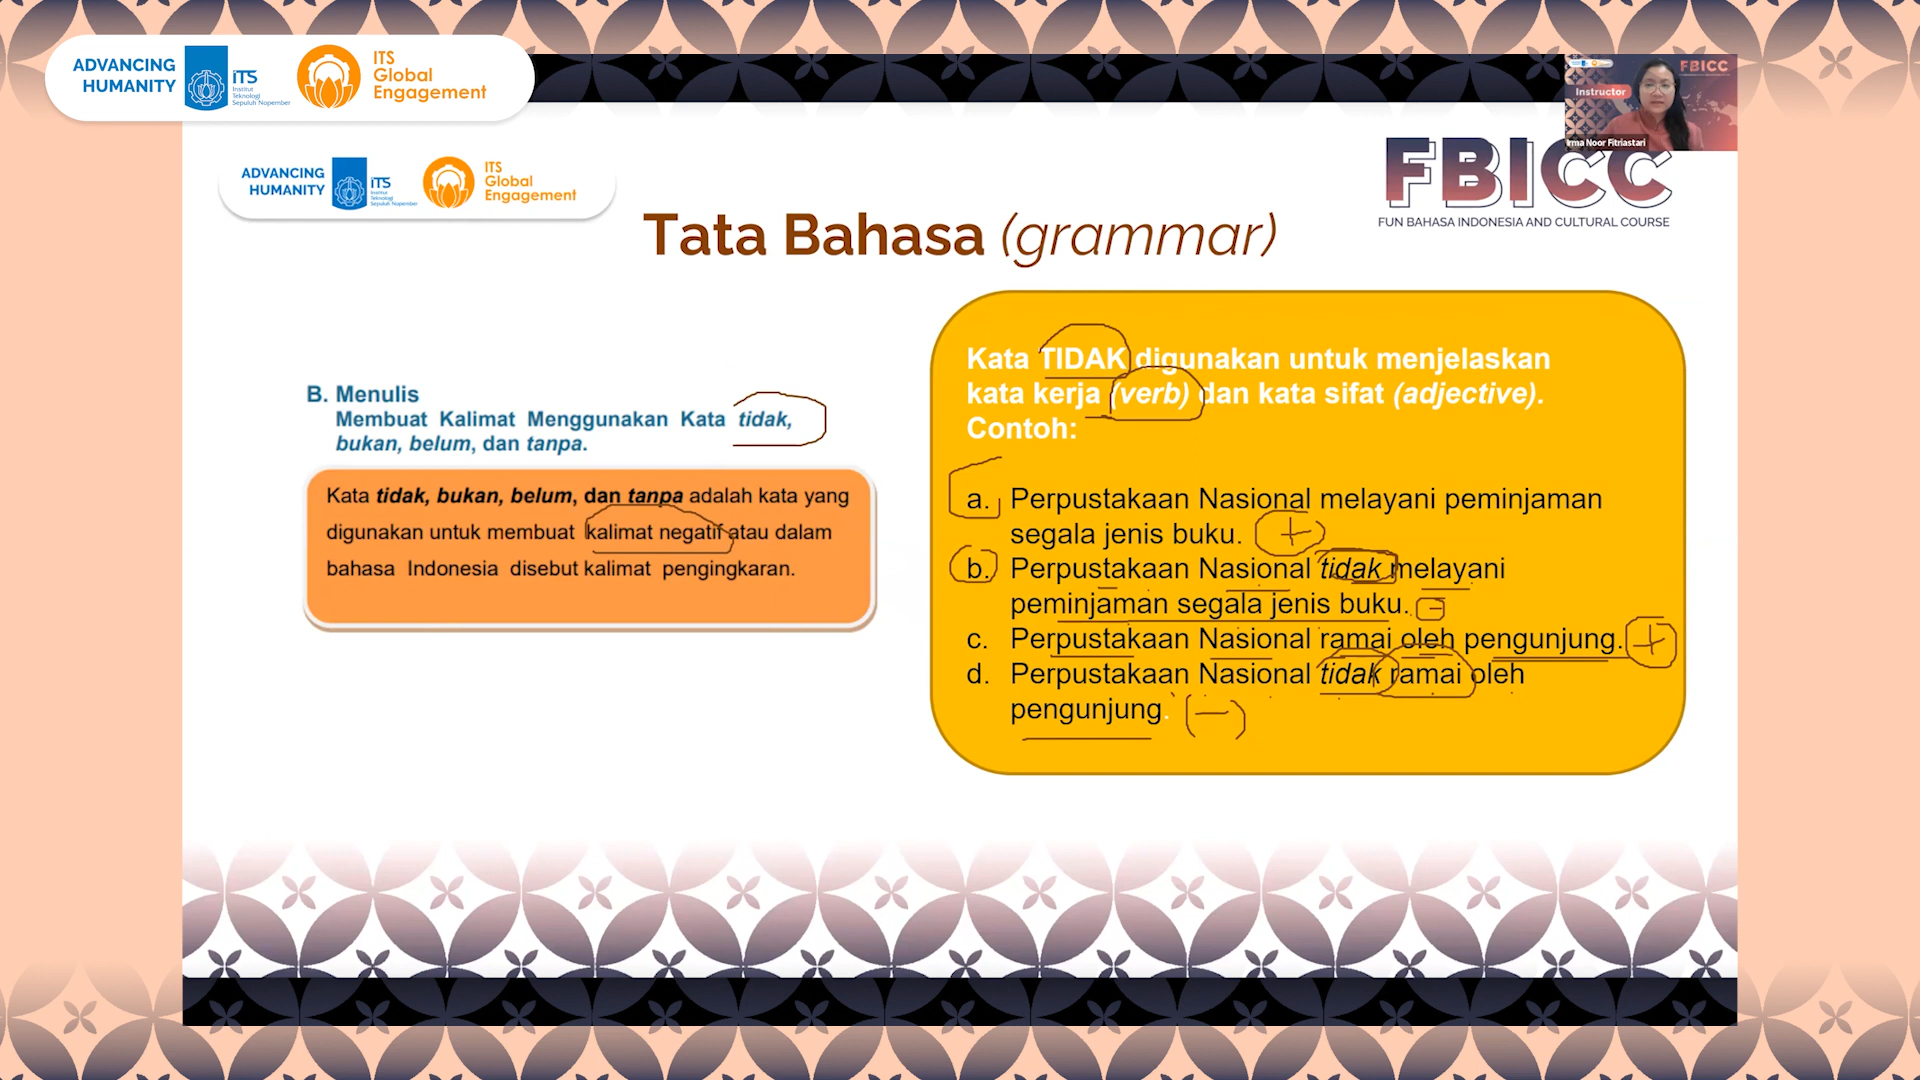 ADVANCING
HUMANITY
ITS
Institut
Teknologi
Sepuluh Nopember
ITS
Global
Engagement
FBICC
Instructor
Irma Noor Fitriastari
ADVANCING
HUMANITY
ITS
Institut
Teknologi
Sepuluh Nopember
ITS
Global
Engagement
FBICC
FUN BAHASA INDONESIA AND CULTURAL COURSE
Tata Bahasa (grammar)
B. Menulis
Membuat Kalimat Menggunakan Kata tidak,
bukan, belum, dan tanpa.
Kata tidak, bukan, belum, dan tanpa adalah kata yang
digunakan untuk membuat kalimat negatif atau dalam
bahasa Indonesia disebut kalimat pengingkaran.
Kata TIDAK digunakan untuk menjelaskan
kata kerja (verb) dan kata sifat (adjective).
Contoh:
a. Perpustakaan Nasional melayani peminjaman
segala jenis buku. (+)
b. Perpustakaan Nasional tidak melayani
peminjaman segala jenis buku. (-)
c. Perpustakaan Nasional ramai oleh pengunjung. (+)
d. Perpustakaan Nasional tidak ramai oleh
pengunjung. (-)